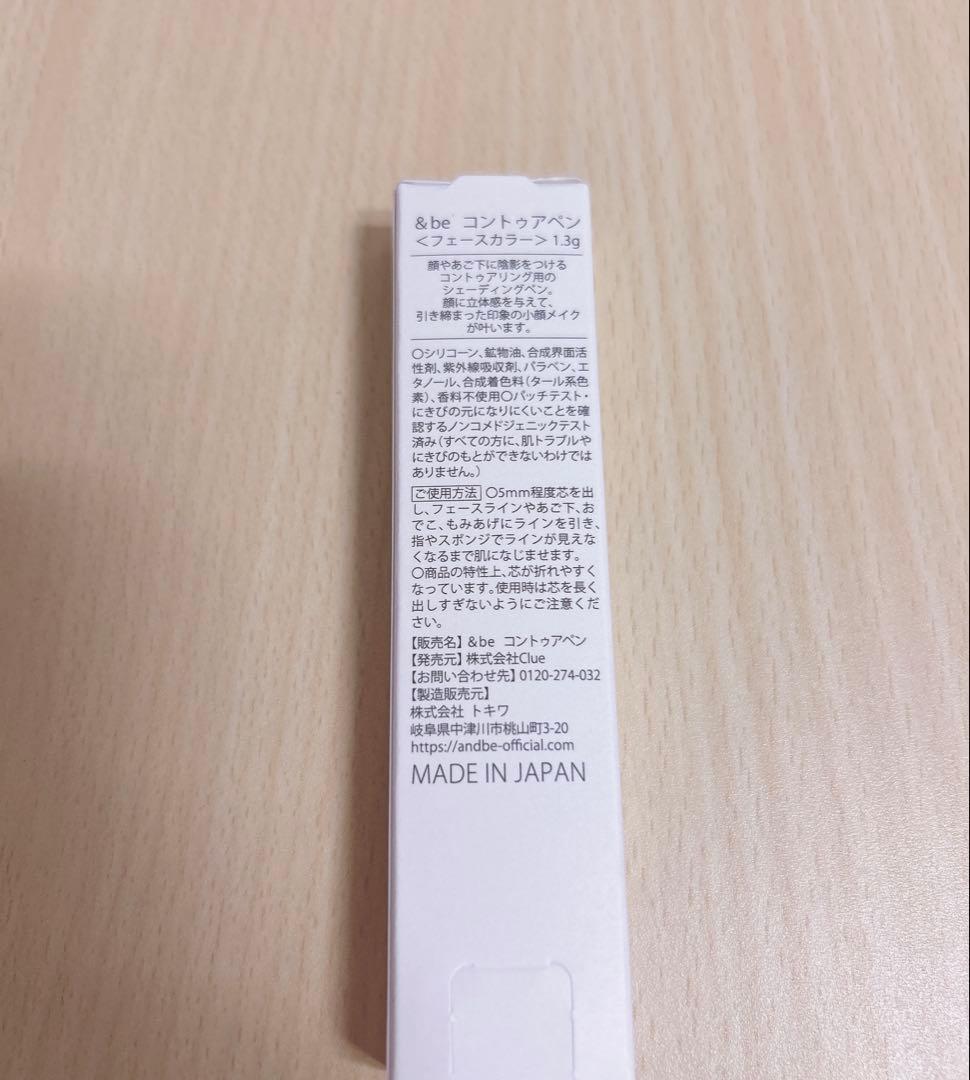 &be コントゥアペン
＜フェースカラー＞1.3g
顔やあご下に陰影をつける
コントゥアリング用の
シェーディングペン。
顔に立体感を与えて、
引き締まった印象の小顔メイク
が叶います。
○シリコーン、鉱物油、合成界面活
性剤、紫外線吸収剤、パラベン、エ
タノール、合成着色料（タール系色
素）、香料不使用○パッチテスト・
にきびの元になりにくいことを確
認するノンコメドジェニックテスト
済み（すべての方に、肌トラブルや
にきびのもとができないわけでは
ありません。）
ご使用方法 ○5mm程度芯を出
し、フェースラインやあご下、お
でこ、もみあげにラインを引き、
指やスポンジでラインが見えな
くなるまで肌になじませます。
○商品の特性上、芯が折れやすく
なっています。使用時は芯を長く
出しすぎないようにご注意くだ
さい。
【販売名】&be コントゥアペン
【発売元】株式会社Clue
【お問い合わせ先】0120-274-032
【製造販売元】
株式会社 トキワ
岐阜県中津川市桃山町3-20
https://andbe-official.com
MADE IN JAPAN